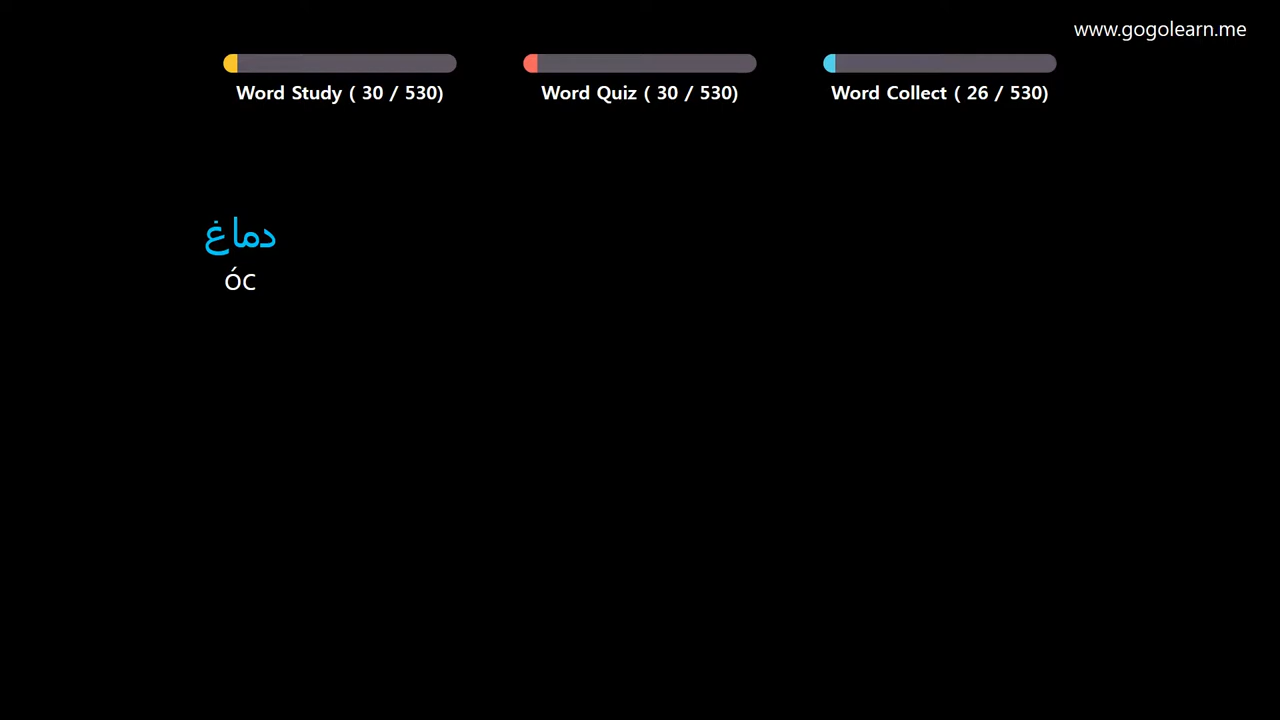 www.gogolearn.me
Word Study ( 30 / 530)
Word Quiz ( 30 / 530)
Word Collect ( 26 / 530)
دماغ
óc